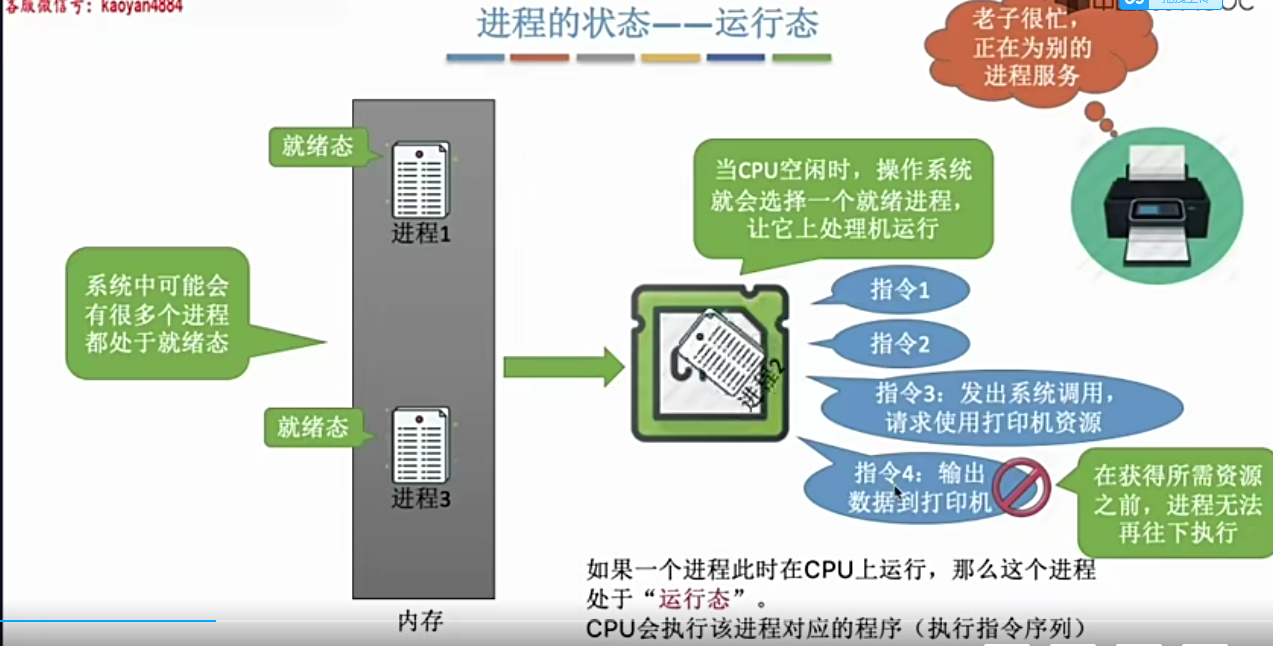 客服微信号：kaoyan4884
进程的状态——运行态
老子很忙，
正在为别的
进程服务
就绪态
进程1
当CPU空闲时，操作系统
就会选择一个就绪进程，
让它上处理机运行
系统中可能会
有很多个进程
都处于就绪态
指令1
指令2
进程2
指令3：发出系统调用，
请求使用打印机资源
就绪态
进程3
指令4：输出
数据到打印机
在获得所需资源
之前，进程无法
再往下执行
如果一个进程此时在CPU上运行，那么这个进程
处于“运行态”。
CPU会执行该进程对应的程序（执行指令序列）
内存